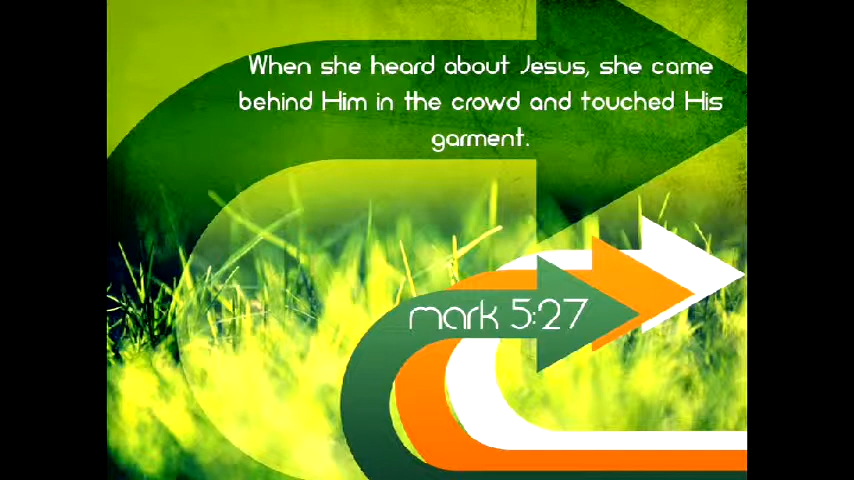 When she heard about Jesus, she came
behind Him in the crowd and touched His
garment.
mark 5:27